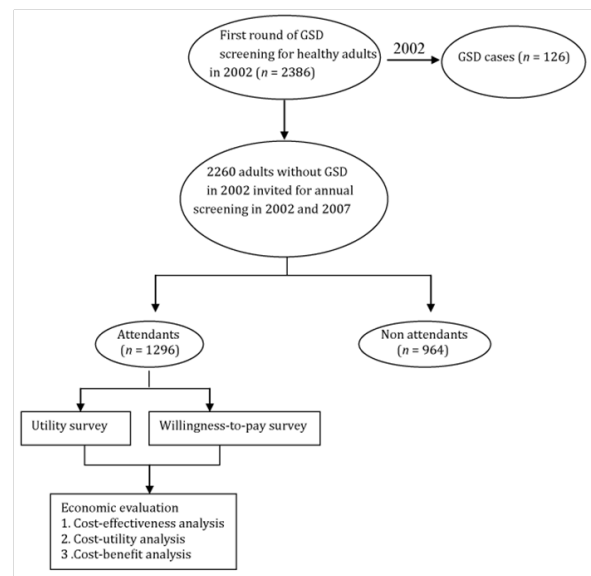 First round of GSD
screening for healthy adults
in 2002 (n = 2386)
2002
GSD cases (n = 126)
2260 adults without GSD
in 2002 invited for annual
screening in 2002 and 2007
Attendants
(n = 1296)
Non attendants
(n = 964)
Utility survey
Willingness-to-pay survey
Economic evaluation
1. Cost-effectiveness analysis
2. Cost-utility analysis
3 .Cost-benefit analysis